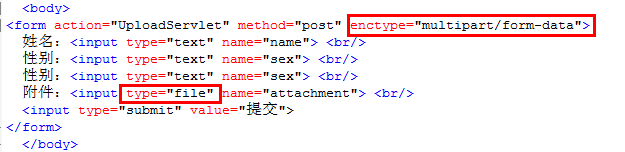 <body>
<form action="UploadServlet" method="post" enctype="multipart/form-data">
姓名：<input type="text" name="name"> <br/>
性别：<input type="text" name="sex"> <br/>
性别：<input type="text" name="sex"> <br/>
附件：<input type="file" name="attachment"> <br/>
<input type="submit" value="提交">
</form>
</body>